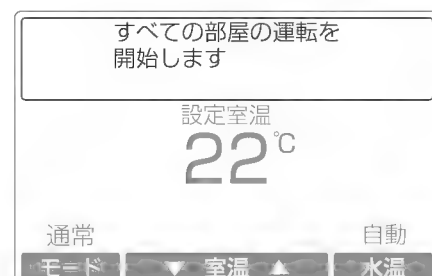 すべての部屋の運転を
開始します
設定室温
22℃
通常 自動
モード ▼ 室温 ▲ 水温